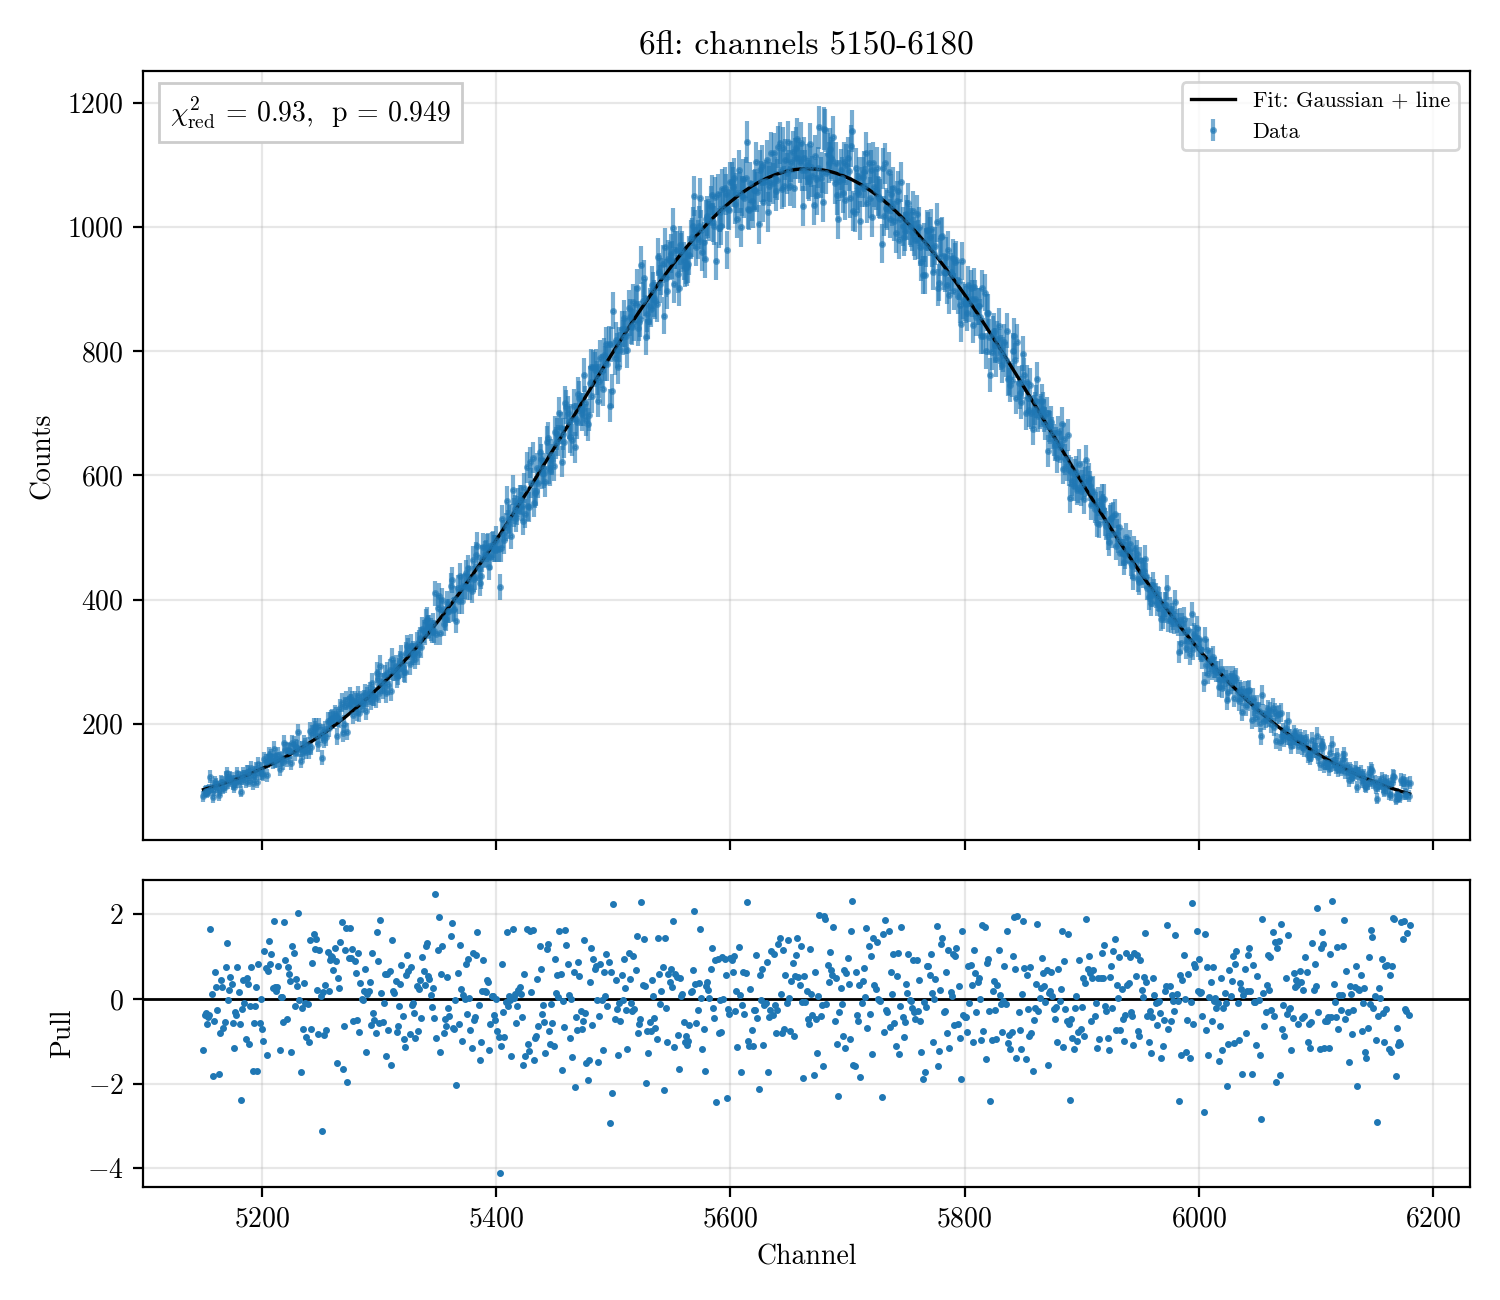 6fl: channels 5150-6180
χ²red = 0.93, p = 0.949
Fit: Gaussian + line
Data
1200
1000
800
600
400
200
Counts
2
0
−2
−4
Pull
5200 5400 5600 5800 6000 6200
Channel